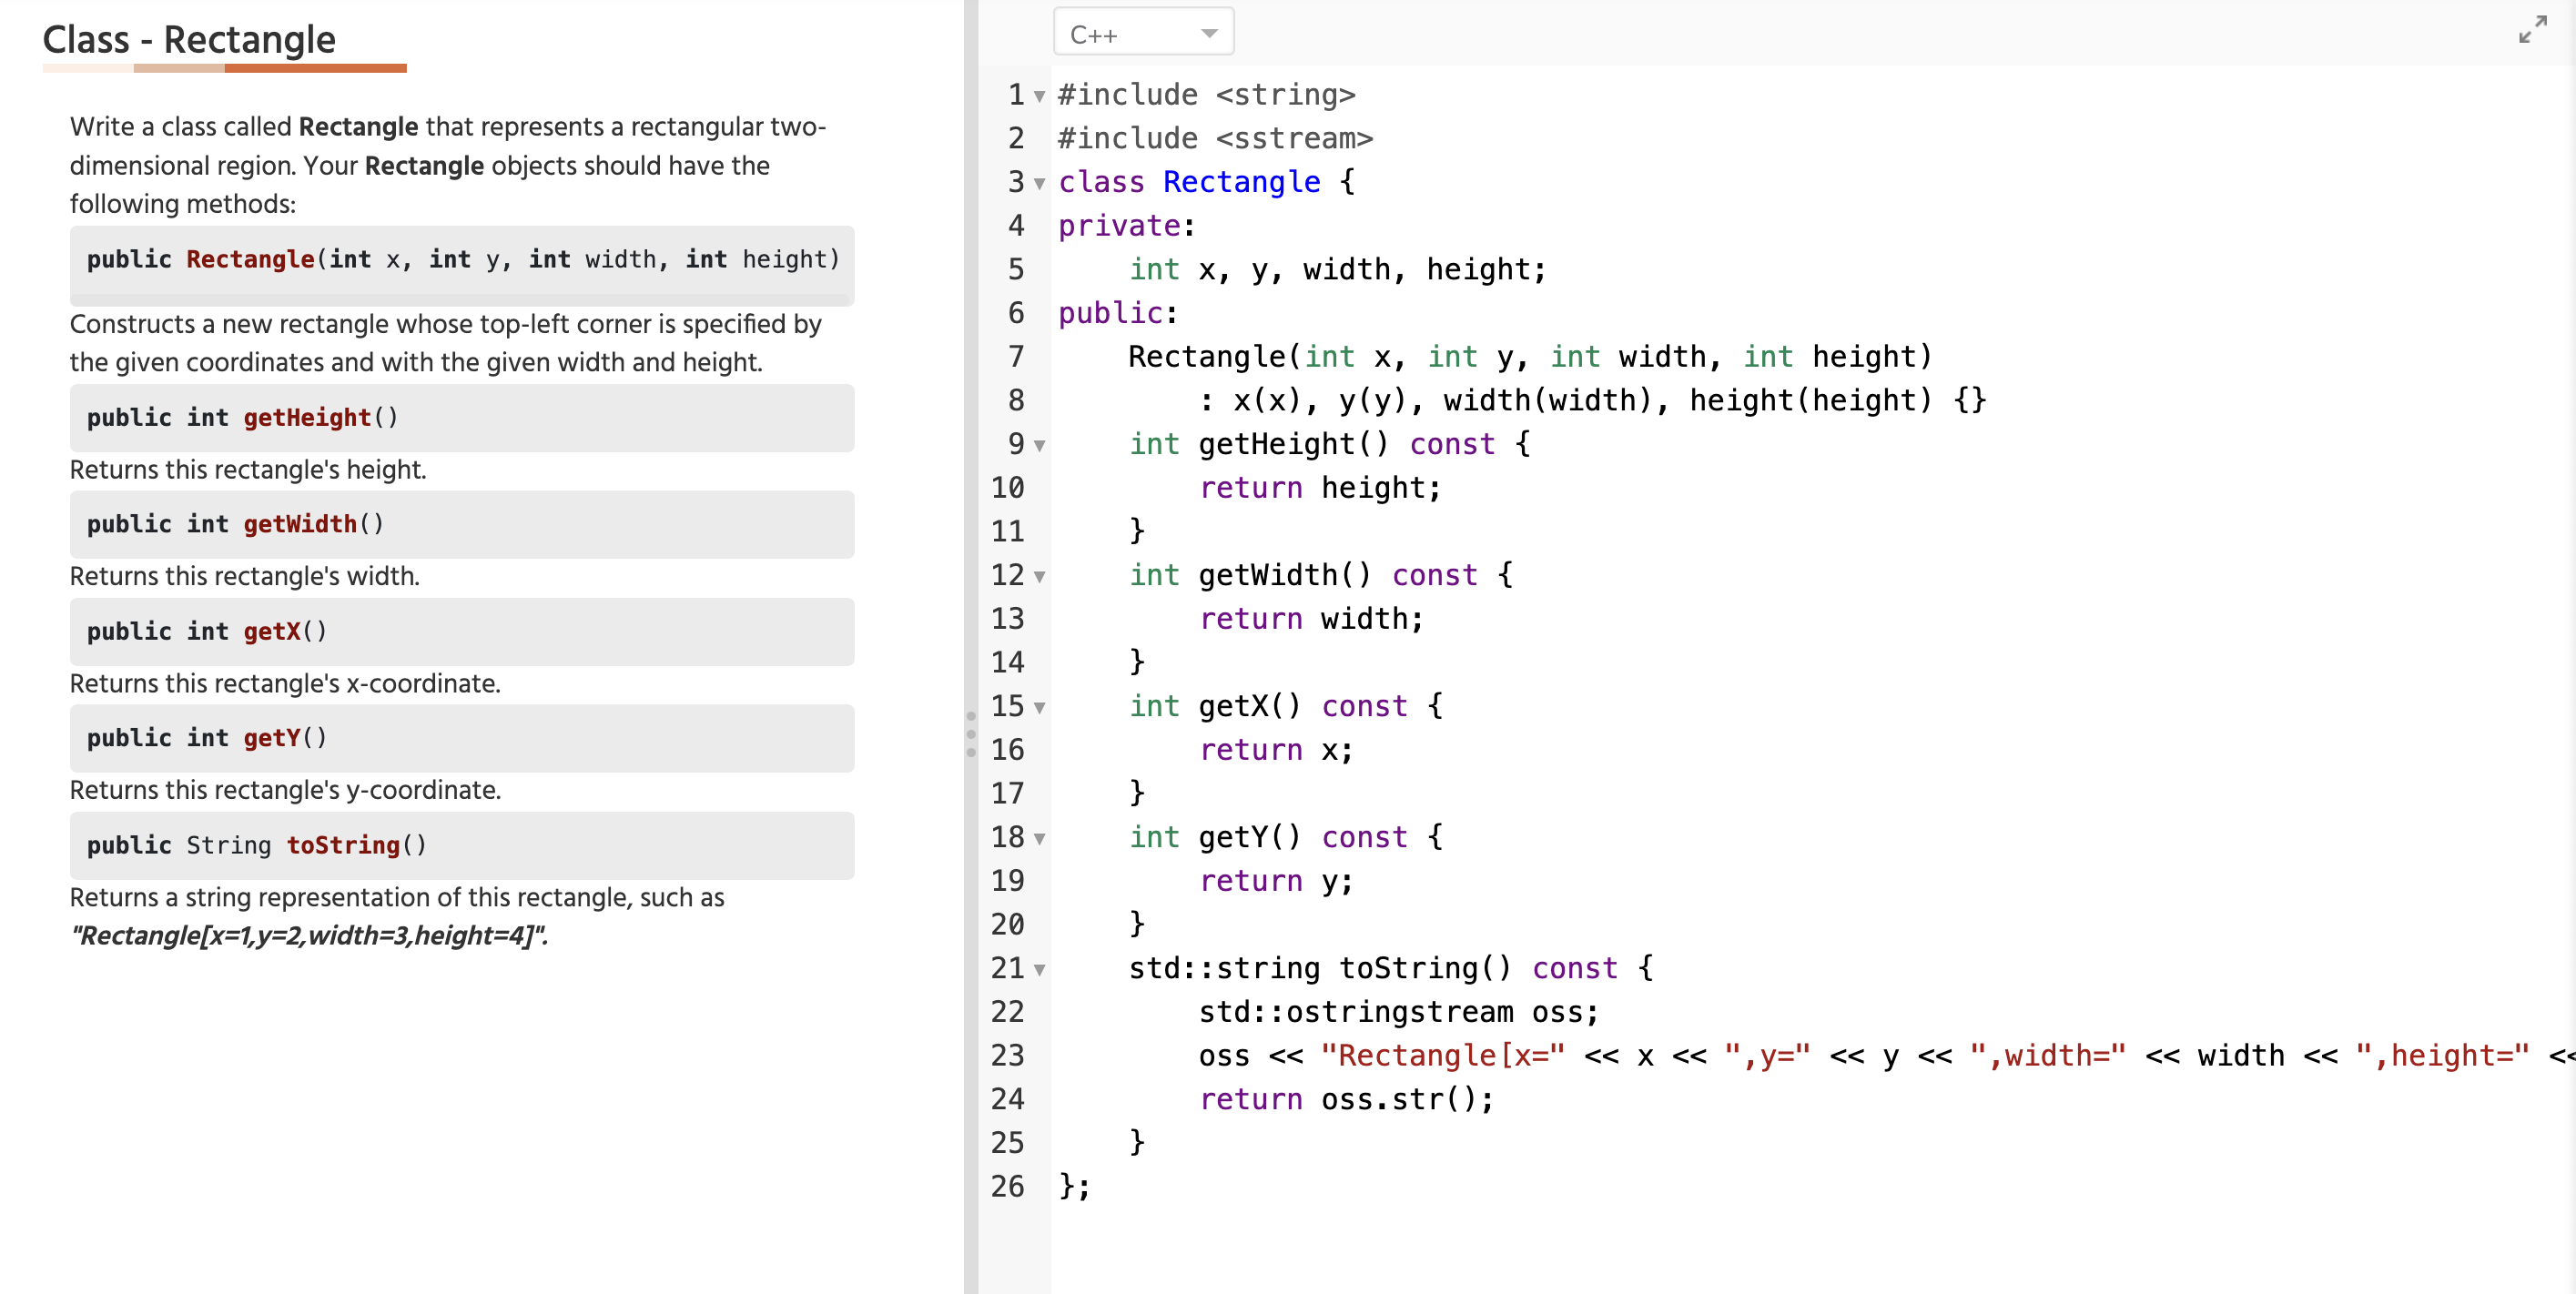 Class - Rectangle
Write a class called Rectangle that represents a rectangular two-
dimensional region. Your Rectangle objects should have the
following methods:
public Rectangle(int x, int y, int width, int height)
Constructs a new rectangle whose top-left corner is specified by
the given coordinates and with the given width and height.
public int getHeight()
Returns this rectangle's height.
public int getWidth()
Returns this rectangle's width.
public int getX()
Returns this rectangle's x-coordinate.
public int getY()
Returns this rectangle's y-coordinate.
public String toString()
Returns a string representation of this rectangle, such as
"Rectangle[x=1,y=2,width=3,height=4]".
C++
1 #include <string>
2 #include <sstream>
3 class Rectangle {
4 private:
5     int x, y, width, height;
6 public:
7     Rectangle(int x, int y, int width, int height)
8         : x(x), y(y), width(width), height(height) {}
9     int getHeight() const {
10         return height;
11     }
12     int getWidth() const {
13         return width;
14     }
15     int getX() const {
16         return x;
17     }
18     int getY() const {
19         return y;
20     }
21     std::string toString() const {
22         std::ostringstream oss;
23         oss << "Rectangle[x=" << x << ",y=" << y << ",width=" << width << ",height=" <<
24         return oss.str();
25     }
26 };